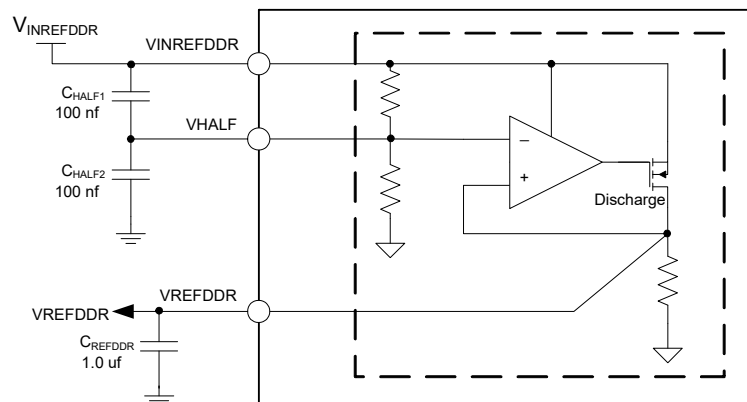 VINREFDDR
VINREFDDR
CHALF1
100 nf
VHALF
CHALF2
100 nf
−
+
Discharge
VREFDDR
VREFDDR
CREFDDR
1.0 uf